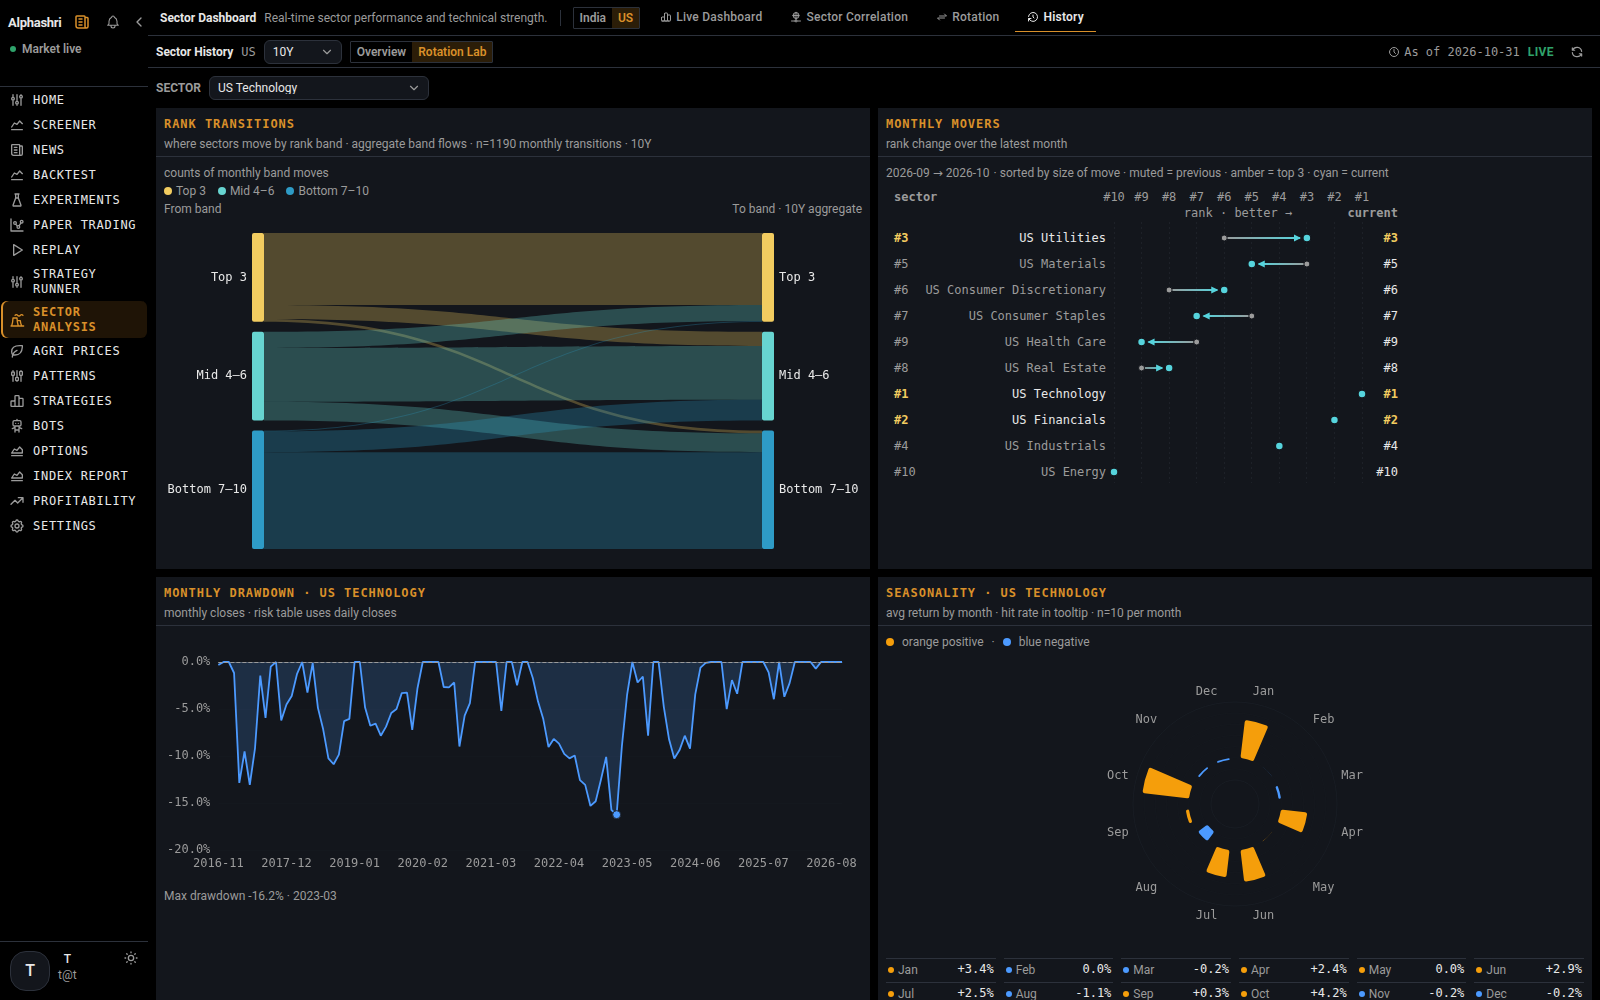 Alphashri
Market live
HOME
SCREENER
NEWS
BACKTEST
EXPERIMENTS
PAPER TRADING
REPLAY
STRATEGY
RUNNER
SECTOR
ANALYSIS
AGRI PRICES
PATTERNS
STRATEGIES
BOTS
OPTIONS
INDEX REPORT
PROFITABILITY
SETTINGS
T
T
t@t
Sector Dashboard Real-time sector performance and technical strength. India US Live Dashboard Sector Correlation Rotation History
Sector History US 10Y Overview Rotation Lab As of 2026-10-31 LIVE
SECTOR US Technology
RANK TRANSITIONS
where sectors move by rank band · aggregate band flows · n=1190 monthly transitions · 10Y
counts of monthly band moves
Top 3 Mid 4–6 Bottom 7–10
From band To band · 10Y aggregate
Top 3 Top 3
Mid 4–6 Mid 4–6
Bottom 7–10 Bottom 7–10
MONTHLY MOVERS
rank change over the latest month
2026-09 → 2026-10 · sorted by size of move · muted = previous · amber = top 3 · cyan = current
sector #10 #9 #8 #7 #6 #5 #4 #3 #2 #1
rank · better → current
#3 US Utilities #3
#5 US Materials #5
#6 US Consumer Discretionary #6
#7 US Consumer Staples #7
#9 US Health Care #9
#8 US Real Estate #8
#1 US Technology #1
#2 US Financials #2
#4 US Industrials #4
#10 US Energy #10
MONTHLY DRAWDOWN · US TECHNOLOGY
monthly closes · risk table uses daily closes
0.0%
-5.0%
-10.0%
-15.0%
-20.0%
2016-11 2017-12 2019-01 2020-02 2021-03 2022-04 2023-05 2024-06 2025-07 2026-08
Max drawdown -16.2% · 2023-03
SEASONALITY · US TECHNOLOGY
avg return by month · hit rate in tooltip · n=10 per month
orange positive · blue negative
Dec Jan
Nov Feb
Oct Mar
Sep Apr
Aug May
Jul Jun
Jan +3.4% Feb 0.0% Mar -0.2% Apr +2.4% May 0.0% Jun +2.9%
Jul +2.5% Aug -1.1% Sep +0.3% Oct +4.2% Nov -0.2% Dec -0.2%